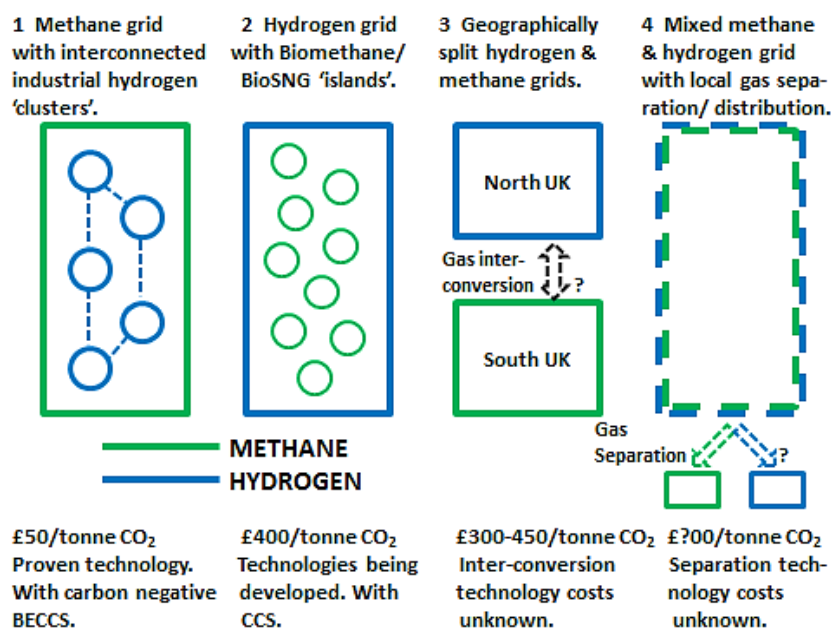 1 Methane grid
with interconnected
industrial hydrogen
‘clusters’.
2 Hydrogen grid
with Biomethane/
BioSNG ‘islands’.
3 Geographically
split hydrogen &
methane grids.
4 Mixed methane
& hydrogen grid
with local gas sepa-
ration/ distribution.
North UK
Gas inter-
conversion
?
South UK
Gas
Separation
?
METHANE
HYDROGEN
£50/tonne CO₂
Proven technology.
With carbon negative
BECCS.
£400/tonne CO₂
Technologies being
developed. With
CCS.
£300-450/tonne CO₂
Inter-conversion
technology costs
unknown.
£?00/tonne CO₂
Separation tech-
nology costs
unknown.